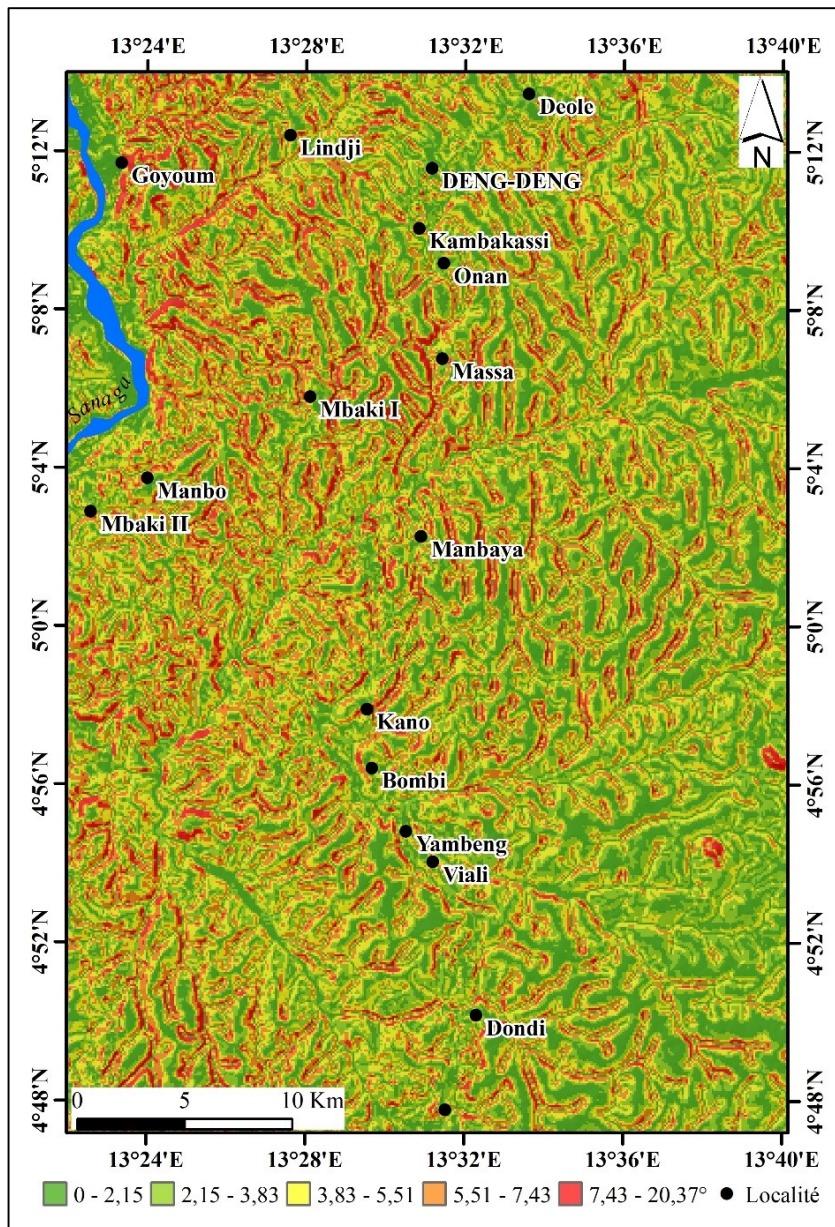 13°24'E 13°28'E 13°32'E 13°36'E 13°40'E
Deole
5°12'N 5°12'N
Lindji
N
Goyoum
DENG-DENG
Kambakassi
Onan
5°8'N 5°8'N
Massa
Sanaga
Mbaki I
5°4'N 5°4'N
Manbo
Mbaki II
Manbaya
5°0'N 5°0'N
Kano
Bombi
4°56'N 4°56'N
Yambeng
Viali
4°52'N 4°52'N
Dondi
4°48'N 4°48'N
0 5 10 Km
13°24'E 13°28'E 13°32'E 13°36'E 13°40'E
0 - 2,15 2,15 - 3,83 3,83 - 5,51 5,51 - 7,43 7,43 - 20,37° Localité